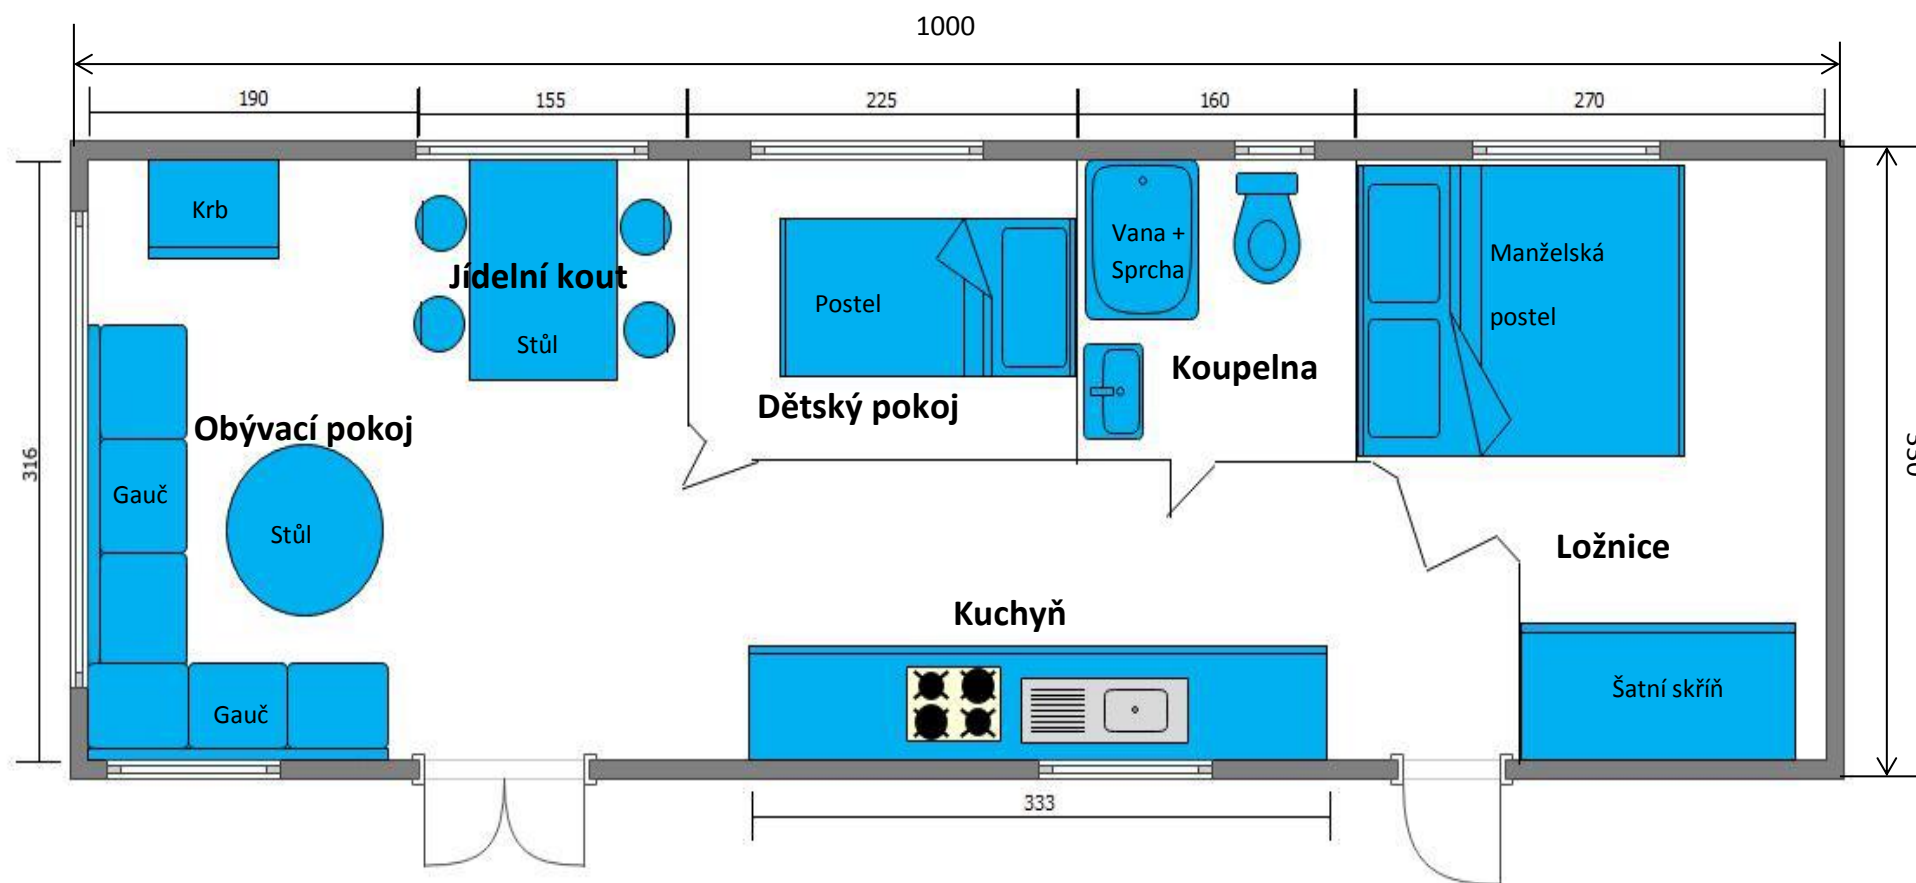 1000
190
155
225
160
270
Krb
Jídelní kout
Stůl
Postel
Vana +
Sprcha
Manželská
postel
Koupelna
Dětský pokoj
Obývací pokoj
316
Gauč
Stůl
Ložnice
Kuchyň
Gauč
Šatní skříň
333